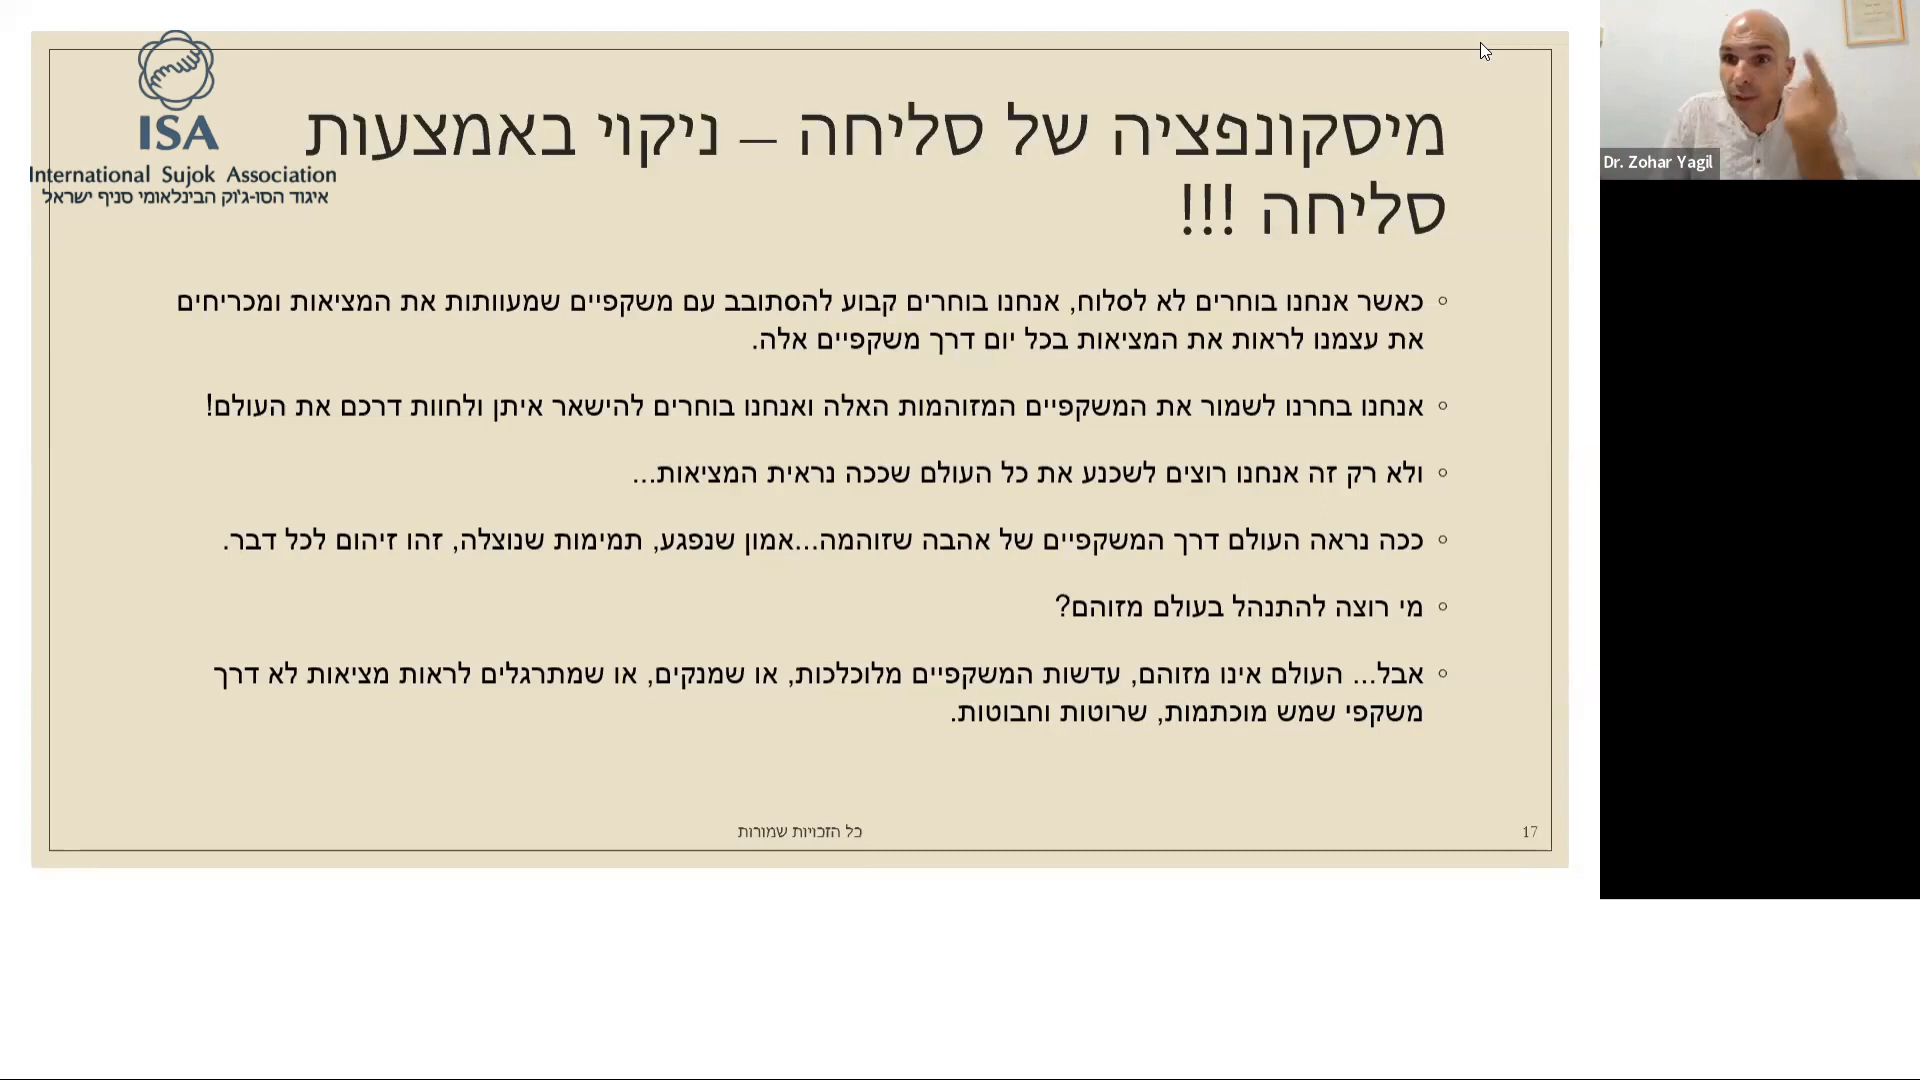 ISA
International Sujok Association
איגוד הסו-ג'וק הבינלאומי סניף ישראל
מיסקונפציה של סליחה – ניקוי באמצעות
סליחה !!!
כאשר אנחנו בוחרים לא לסלוח, אנחנו בוחרים קבוע להסתובב עם משקפיים שמעוותות את המציאות ומכריחים
את עצמנו לראות את המציאות בכל יום דרך משקפיים אלה.
אנחנו בחרנו לשמור את המשקפיים המזוהמות האלה ואנחנו בוחרים להישאר איתן ולחוות דרכם את העולם!
ולא רק זה אנחנו רוצים לשכנע את כל העולם שככה נראית המציאות...
ככה נראה העולם דרך המשקפיים של אהבה שזוהמה...אמון שנפגע, תמימות שנוצלה, זהו זיהום לכל דבר.
מי רוצה להתנהל בעולם מזוהם?
אבל... העולם אינו מזוהם, עדשות המשקפיים מלוכלכות, או שמנקים, או שמתרגלים לראות מציאות לא דרך
משקפי שמש מוכתמות, שרוטות וחבוטות.
כל הזכויות שמורות
17
Dr. Zohar Yagil